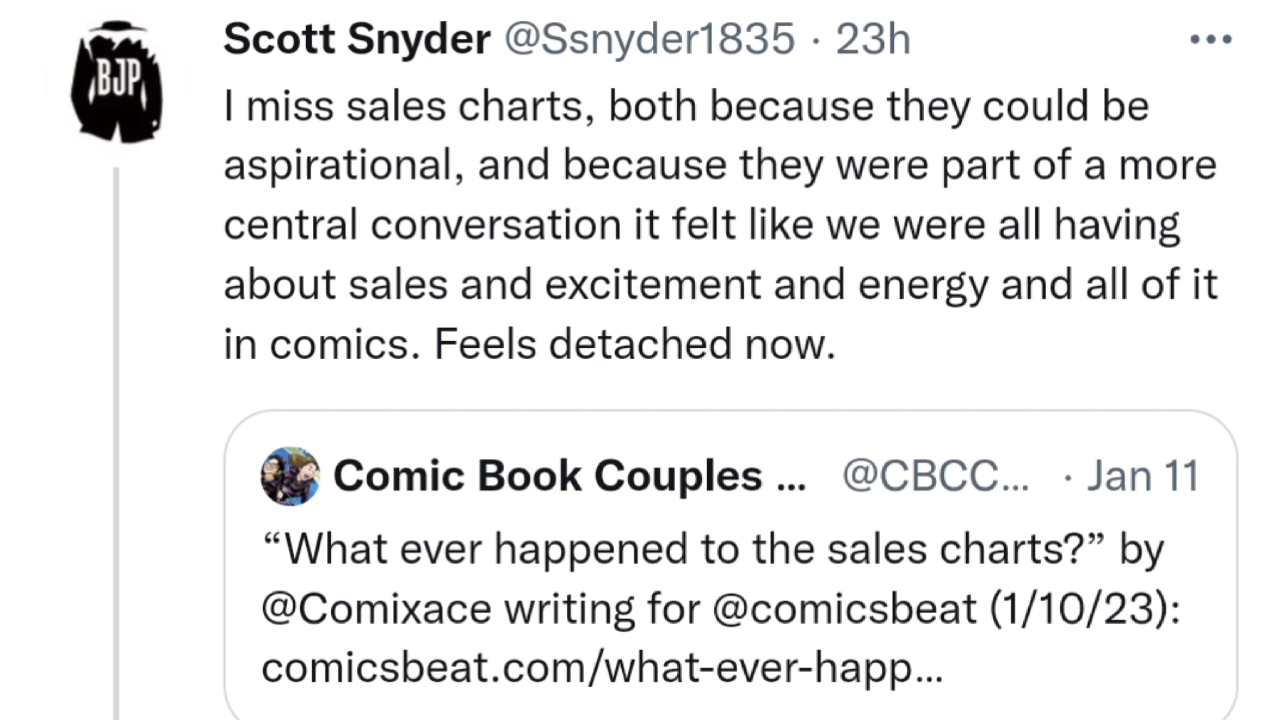 Scott Snyder @Ssnyder1835 · 23h
BJP
I miss sales charts, both because they could be
aspirational, and because they were part of a more
central conversation it felt like we were all having
about sales and excitement and energy and all of it
in comics. Feels detached now.
Comic Book Couples ... @CBCC... · Jan 11
“What ever happened to the sales charts?” by
@Comixace writing for @comicsbeat (1/10/23):
comicsbeat.com/what-ever-happ...